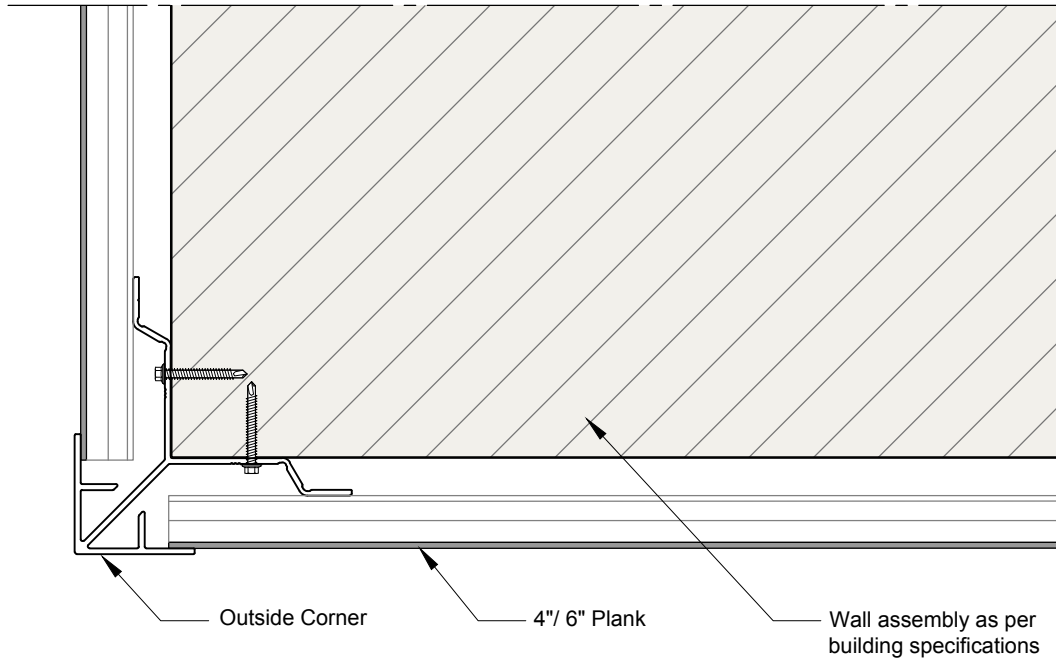 Outside Corner
4"/ 6" Plank
Wall assembly as per
building specifications